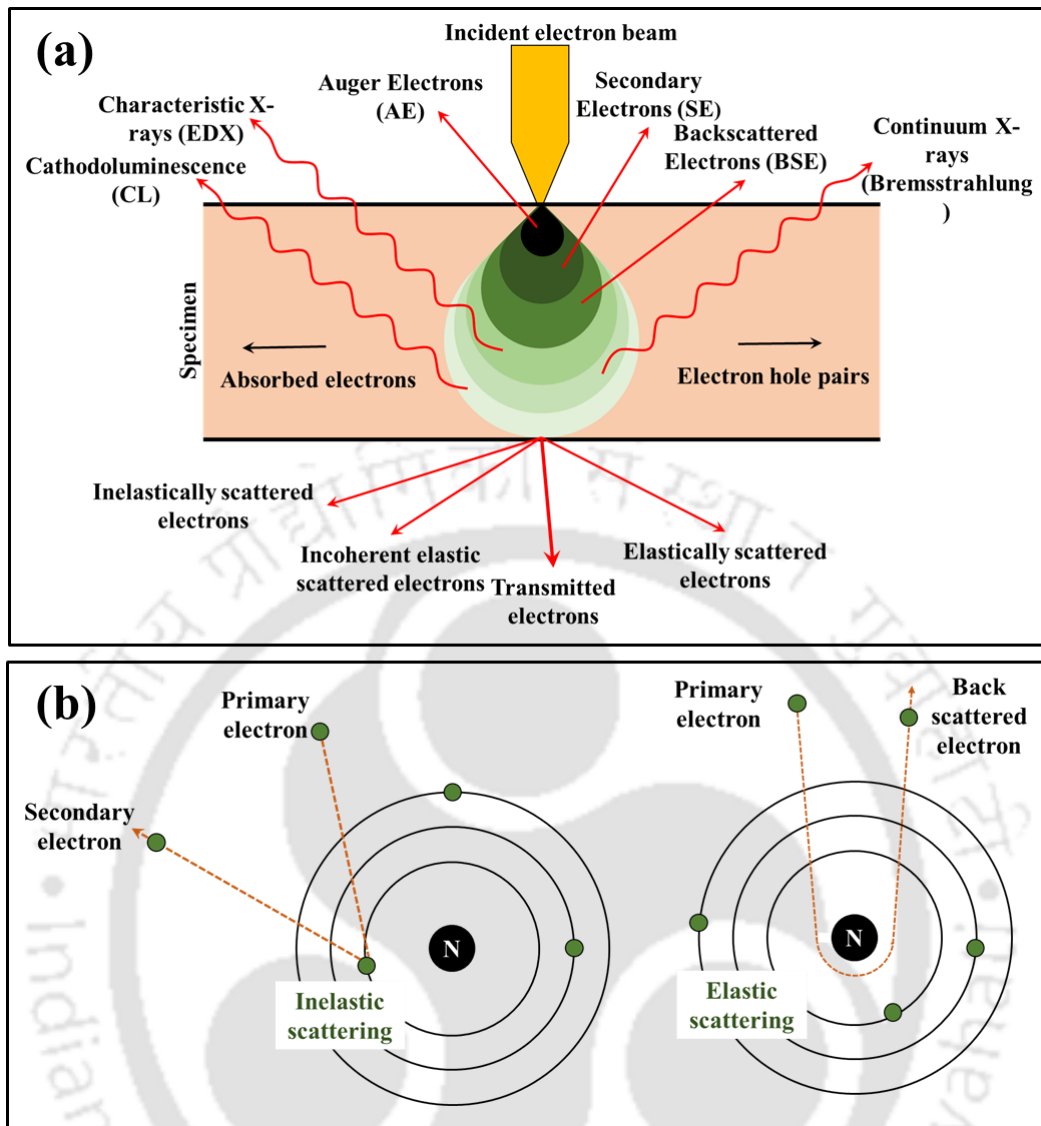 (a)
Incident electron beam
Auger Electrons
(AE)
Secondary
Electrons (SE)
Characteristic X-
rays (EDX)
Backscattered
Electrons (BSE)
Continuum X-
rays
(Bremsstrahlung
)
Cathodoluminescence
(CL)
Specimen
Absorbed electrons
Electron hole pairs
Inelastically scattered
electrons
Incoherent elastic
scattered electrons
Transmitted
electrons
Elastically scattered
electrons
(b)
Primary
electron
Secondary
electron
N
Inelastic
scattering
Primary
electron
Back
scattered
electron
N
Elastic
scattering
Indian